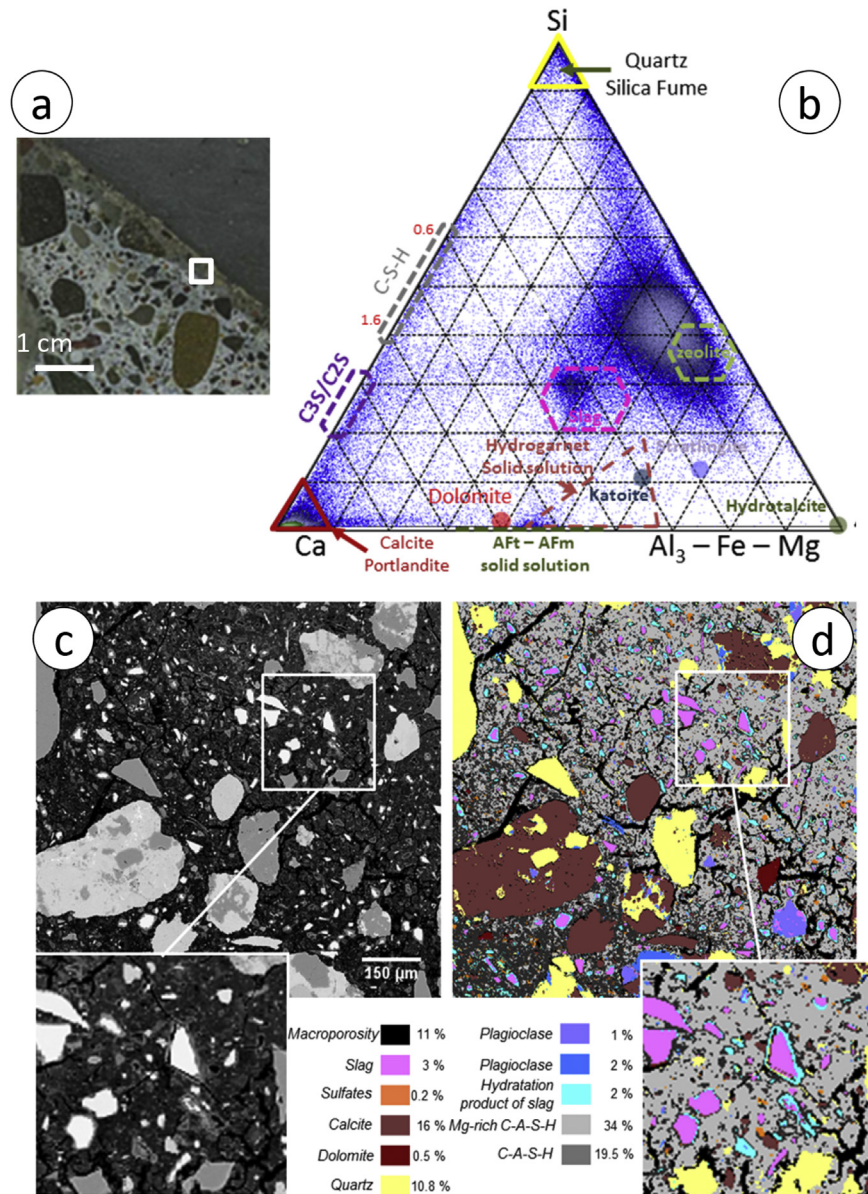 a
1 cm
b
Si
Quartz
Silica Fume
0.6
C-S-H
1.6
C3S/C2S
zeolite
Slag
Hydrogarnet
Solid solution
Katoite
Dolomite
Hydrotalcite
Ca
Calcite
Portlandite
AFt – AFm
solid solution
Al3 – Fe – Mg
c
d
150 µm
Macroporosity 11 %
Slag 3 %
Sulfates 0.2 %
Calcite 16 %
Dolomite 0.5 %
Quartz 10.8 %
Plagioclase 1 %
Plagioclase 2 %
Hydratation
product of slag 2 %
Mg-rich C-A-S-H 34 %
C-A-S-H 19.5 %